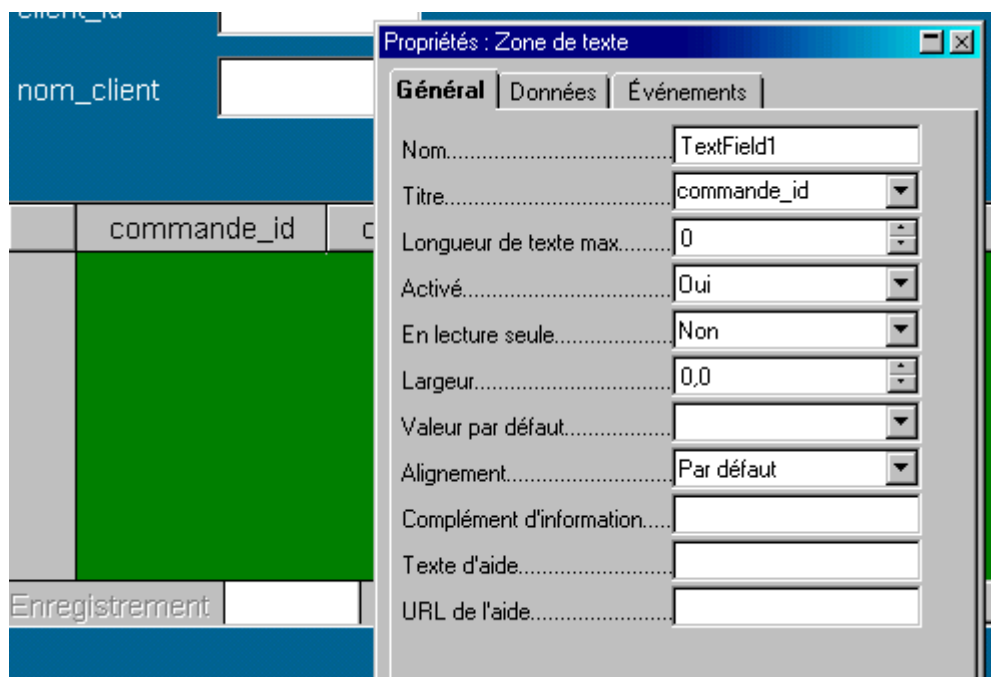 client_id
nom_client
commande_id
Enregistrement
Propriétés : Zone de texte
Général Données Événements
Nom TextField1
Titre commande_id
Longueur de texte max 0
Activé Oui
En lecture seule Non
Largeur 0,0
Valeur par défaut
Alignement Par défaut
Complément d'information
Texte d'aide
URL de l'aide